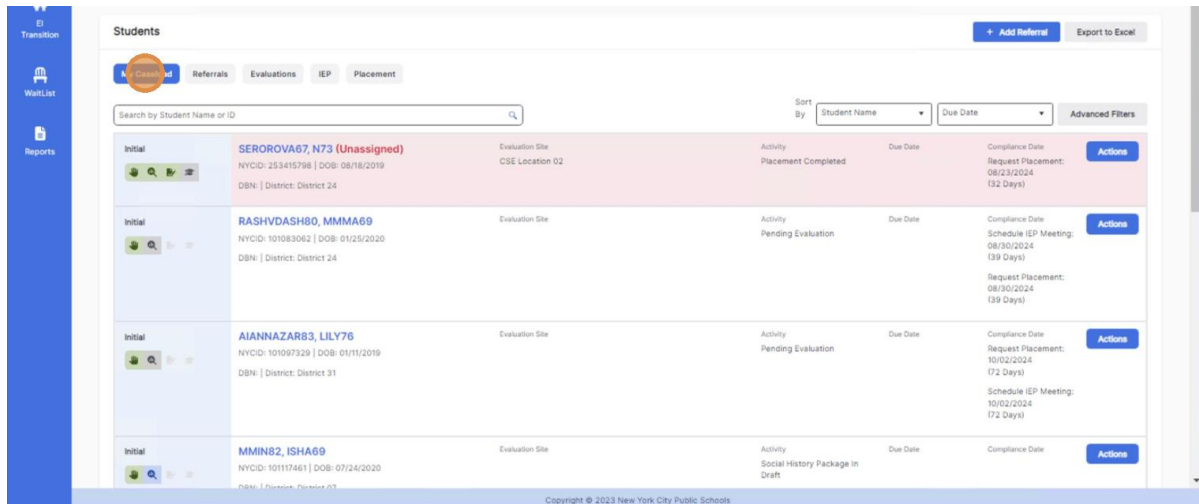 EI
Transition
WaitList
Reports
Students
+ Add Referral
Export to Excel
My Caseload
Referrals
Evaluations
IEP
Placement
Search by Student Name or ID
Sort By
Student Name
Due Date
Advanced Filters
Initial
SEROROVA67, N73 (Unassigned)
NYCID: 253415798 | DOB: 08/18/2019
DBN: | District: District 24
Evaluation Site
CSE Location 02
Activity
Placement Completed
Due Date
Compliance Date
Request Placement:
08/23/2024
(32 Days)
Actions
Initial
RASHVDASH80, MMMA69
NYCID: 101083062 | DOB: 01/25/2020
DBN: | District: District 24
Evaluation Site
Activity
Pending Evaluation
Due Date
Compliance Date
Schedule IEP Meeting:
08/30/2024
(39 Days)
Request Placement:
08/30/2024
(39 Days)
Actions
Initial
AIANNAZAR83, LILY76
NYCID: 101097329 | DOB: 01/11/2019
DBN: | District: District 31
Evaluation Site
Activity
Pending Evaluation
Due Date
Compliance Date
Request Placement:
10/02/2024
(72 Days)
Schedule IEP Meeting:
10/02/2024
(72 Days)
Actions
Initial
MMIN82, ISHA69
NYCID: 101117461 | DOB: 07/24/2020
DBN: | District: District 07
Evaluation Site
Activity
Social History Package In
Draft
Due Date
Compliance Date
Actions
Copyright © 2023 New York City Public Schools